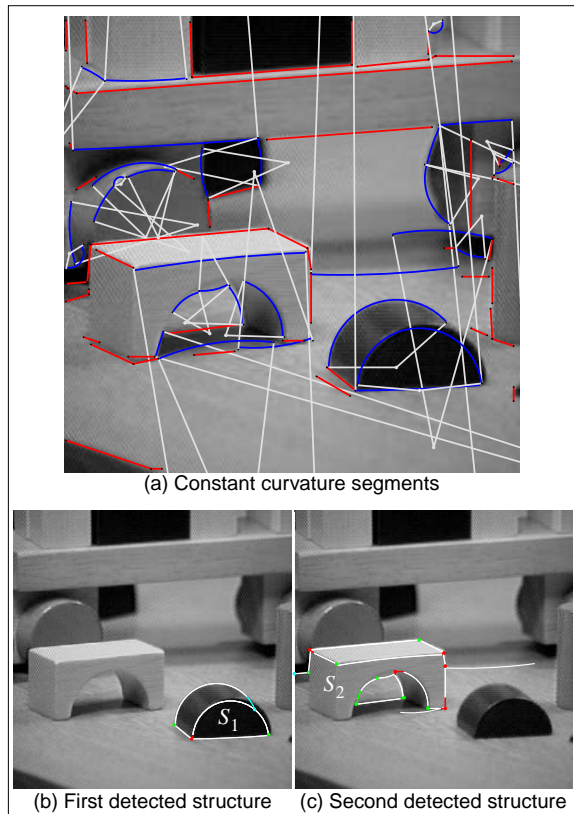 (a) Constant curvature segments
S1
S2
(b) First detected structure
(c) Second detected structure